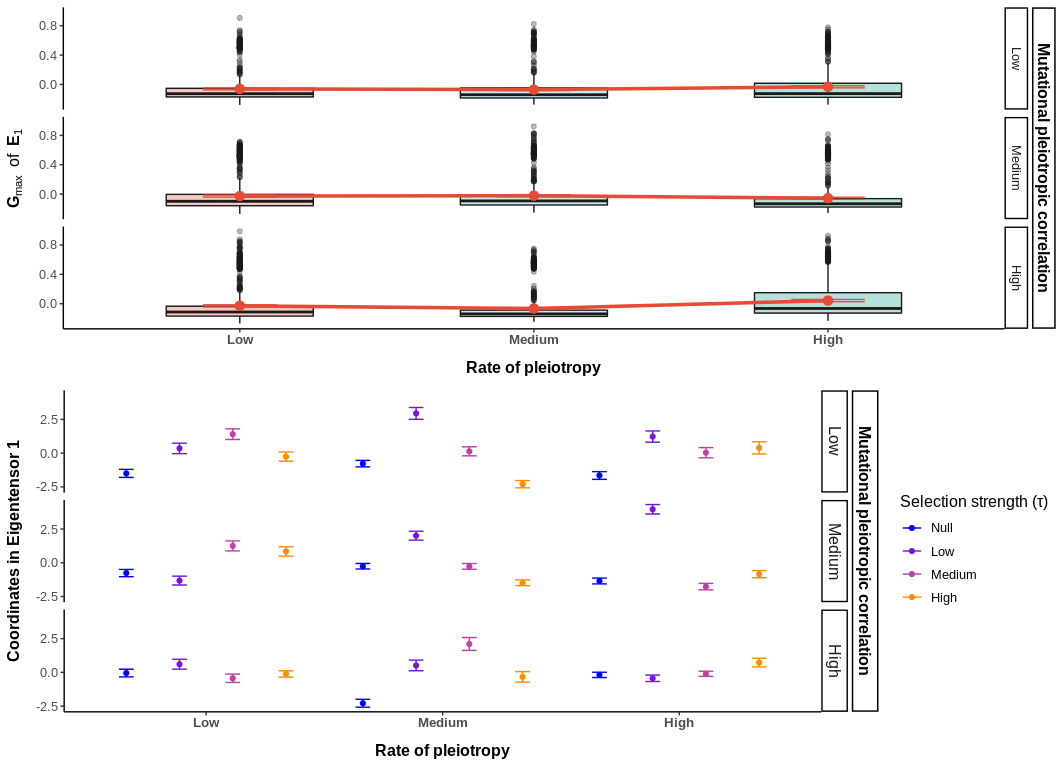 0.8
0.4
0.0
Low
0.8
0.4
0.0
Medium
0.8
0.4
0.0
High
Gmax of E1
Mutational pleiotropic correlation
Low Medium High
Rate of pleiotropy
2.5
0.0
-2.5
Low
2.5
0.0
-2.5
Medium
2.5
0.0
-2.5
High
Coordinates in Eigentensor 1
Mutational pleiotropic correlation
Low Medium High
Rate of pleiotropy
Selection strength (τ)
Null
Low
Medium
High